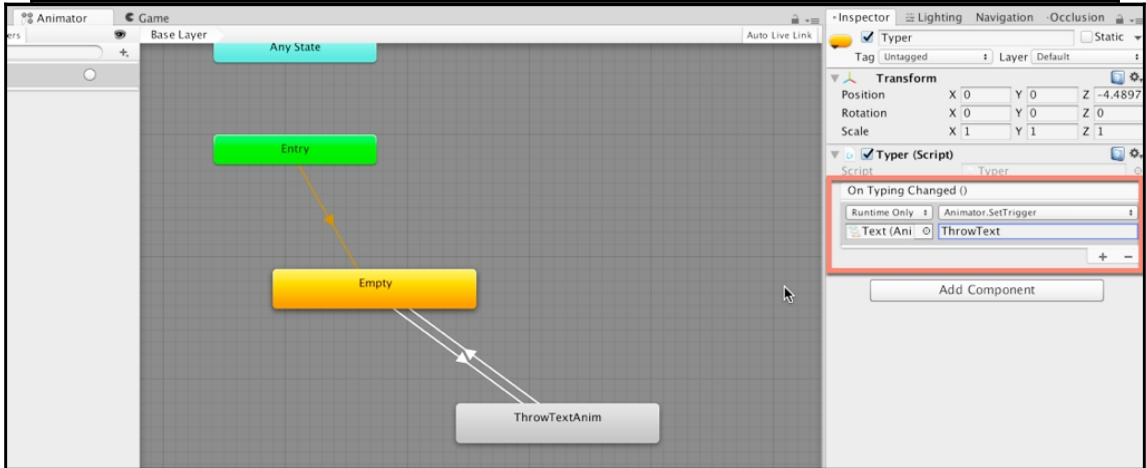 Animator Game
ers Base Layer Auto Live Link
Any State
Entry
Empty
ThrowTextAnim
Inspector Lighting Navigation Occlusion
Typer Static
Tag Untagged Layer Default
Transform
Position X 0 Y 0 Z -4.4897
Rotation X 0 Y 0 Z 0
Scale X 1 Y 1 Z 1
Typer (Script)
Script Typer
On Typing Changed ()
Runtime Only Animator.SetTrigger
Text (Ani ThrowText
+ −
Add Component